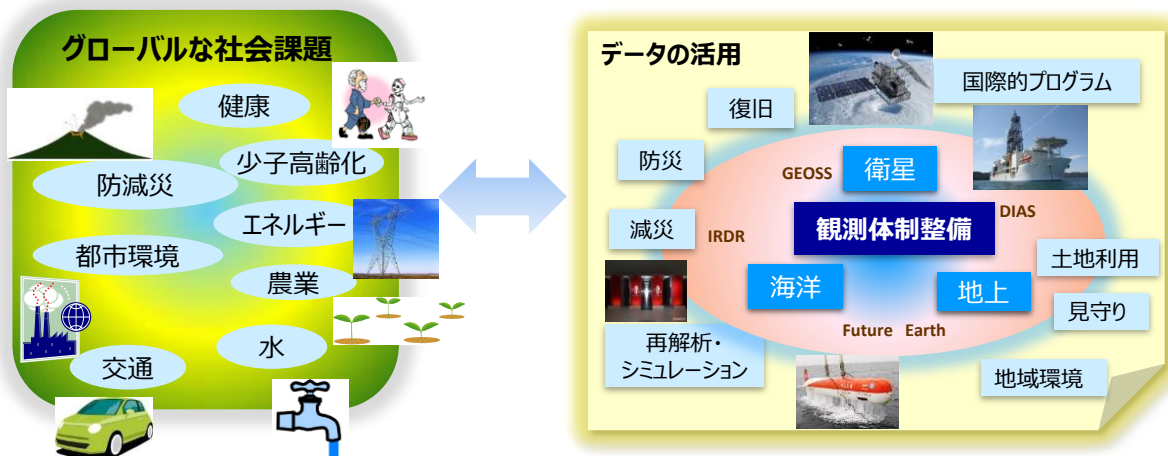 グローバルな社会課題
健康
少子高齢化
防減災
エネルギー
都市環境
農業
水
交通
データの活用
国際的プログラム
復旧
防災
GEOSS
衛星
減災
IRDR
観測体制整備
DIAS
海洋
地上
土地利用
見守り
Future Earth
再解析・
シミュレーション
地域環境